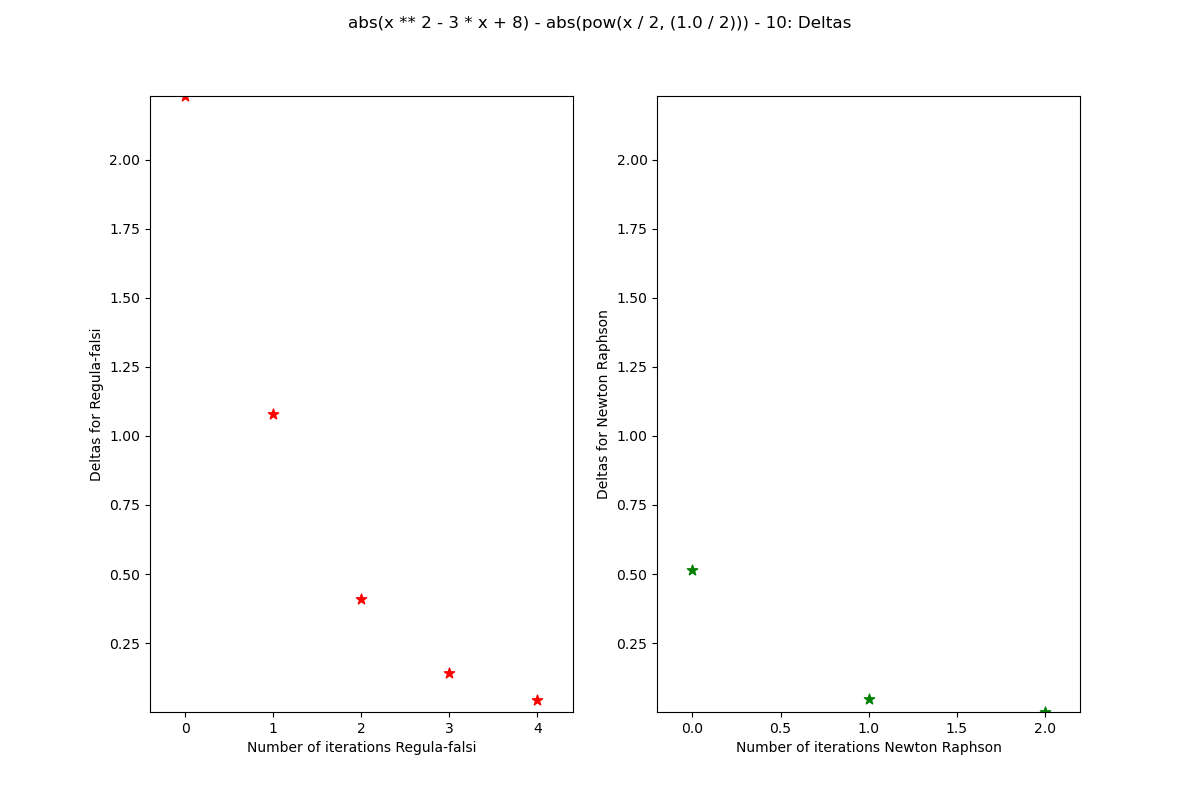 abs(x ** 2 - 3 * x + 8) - abs(pow(x / 2, (1.0 / 2))) - 10: Deltas
Deltas for Regula-falsi
2.00
1.75
1.50
1.25
1.00
0.75
0.50
0.25
0 1 2 3 4
Number of iterations Regula-falsi
Deltas for Newton Raphson
2.00
1.75
1.50
1.25
1.00
0.75
0.50
0.25
0.0 0.5 1.0 1.5 2.0
Number of iterations Newton Raphson